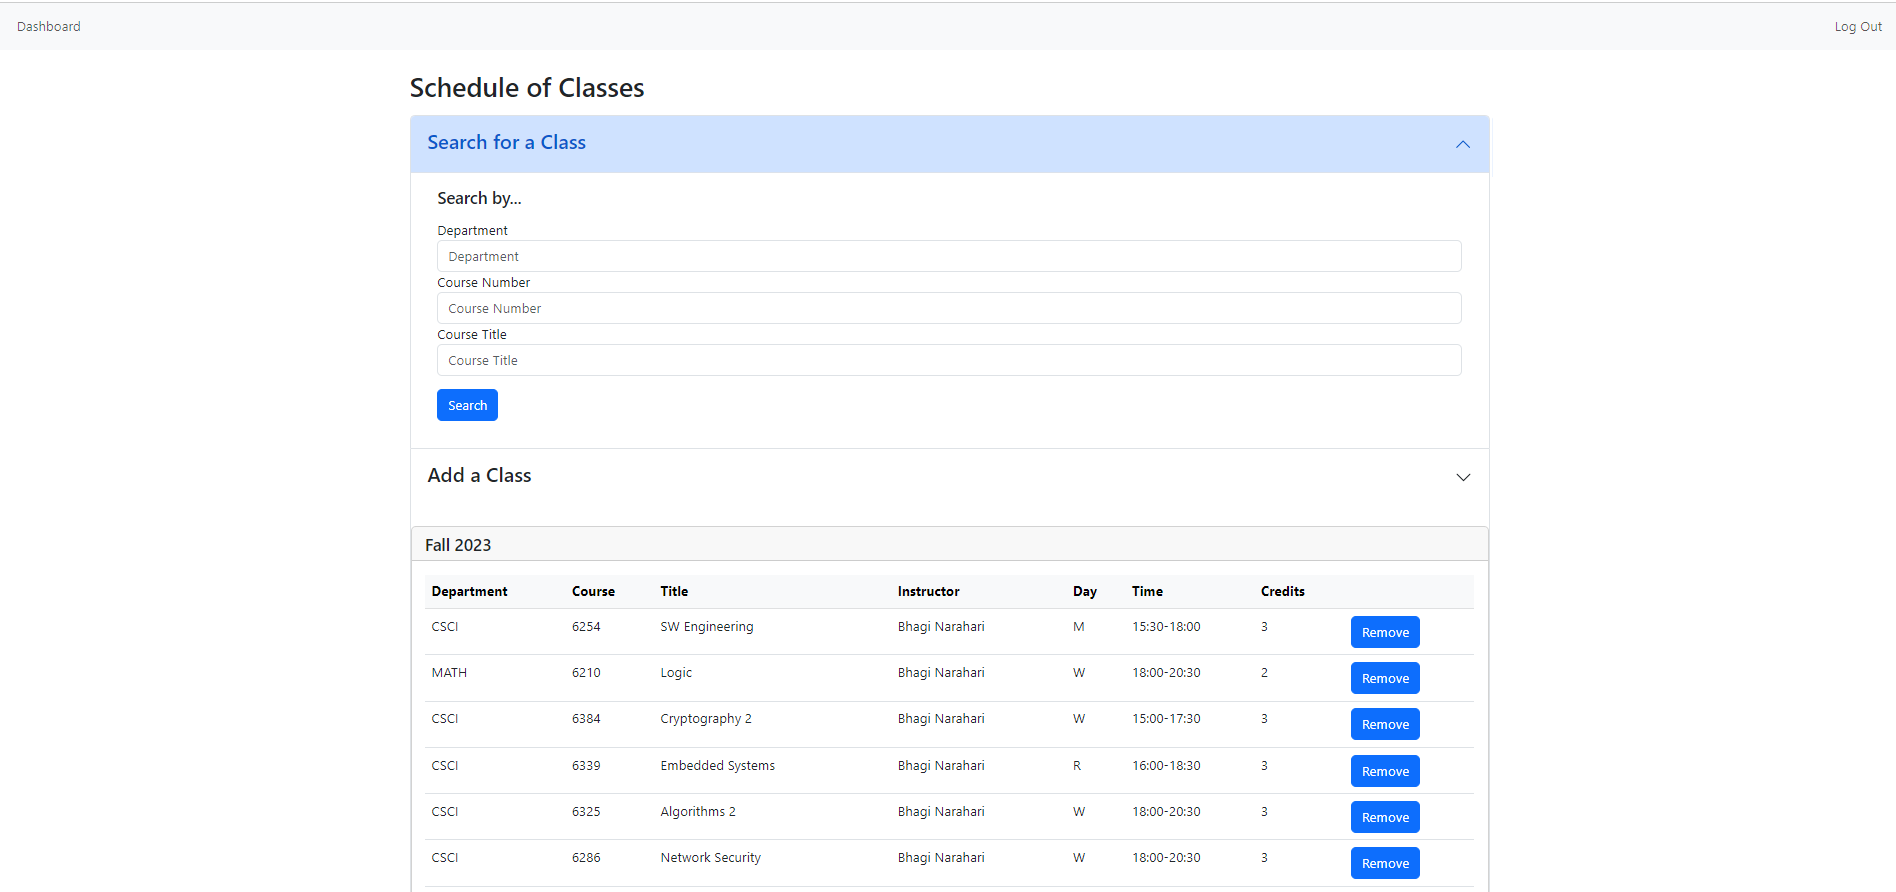 Dashboard Log Out
Schedule of Classes
Search for a Class
Search by...
Department
Department
Course Number
Course Number
Course Title
Course Title
Search
Add a Class
Fall 2023
Department Course Title Instructor Day Time Credits
CSCI 6254 SW Engineering Bhagi Narahari M 15:30-18:00 3 Remove
MATH 6210 Logic Bhagi Narahari W 18:00-20:30 2 Remove
CSCI 6384 Cryptography 2 Bhagi Narahari W 15:00-17:30 3 Remove
CSCI 6339 Embedded Systems Bhagi Narahari R 16:00-18:30 3 Remove
CSCI 6325 Algorithms 2 Bhagi Narahari W 18:00-20:30 3 Remove
CSCI 6286 Network Security Bhagi Narahari W 18:00-20:30 3 Remove